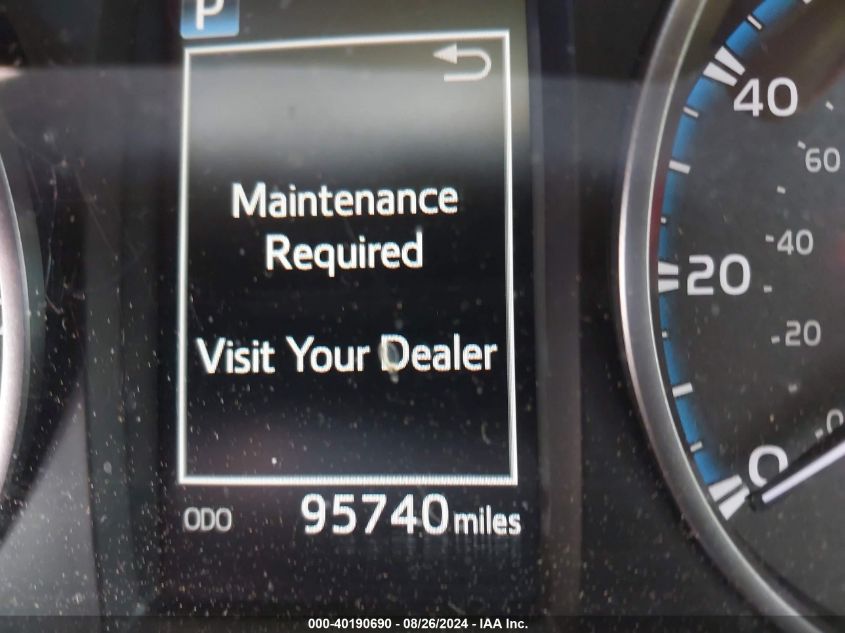 P
Maintenance
Required
Visit Your Dealer
ODO 95740 miles
40
60
40
20
20
0
0
000-40190690 - 08/26/2024 - IAA Inc.